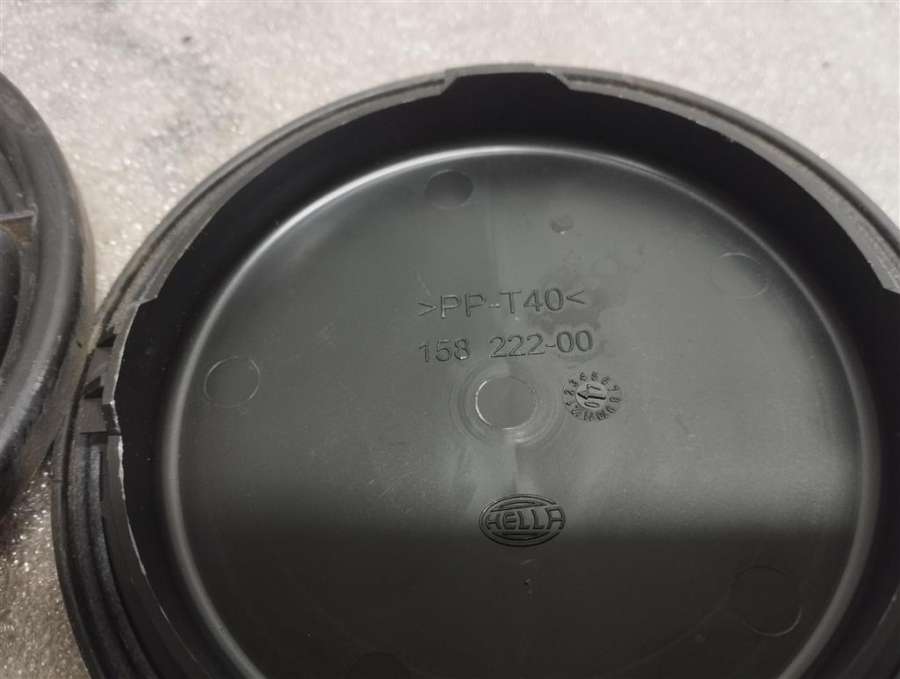 >PP-T40<
158 222-00
HELLA